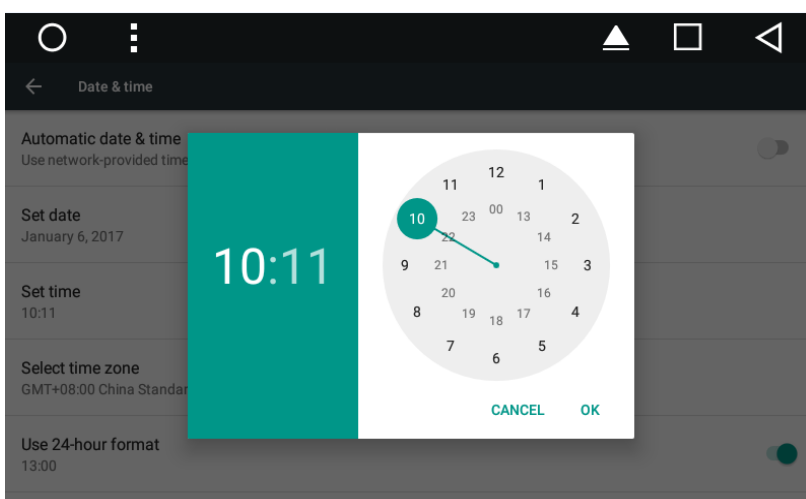 Date & time
Automatic date & time
Use network-provided time
Set date
January 6, 2017
Set time
10:11
Select time zone
GMT+08:00 China Standar
Use 24-hour format
13:00
10:11
12
11 1
00
10 23 13 2
22 14
9 21 15 3
20 16
8 19 17 4
18
7 5
6
CANCEL OK